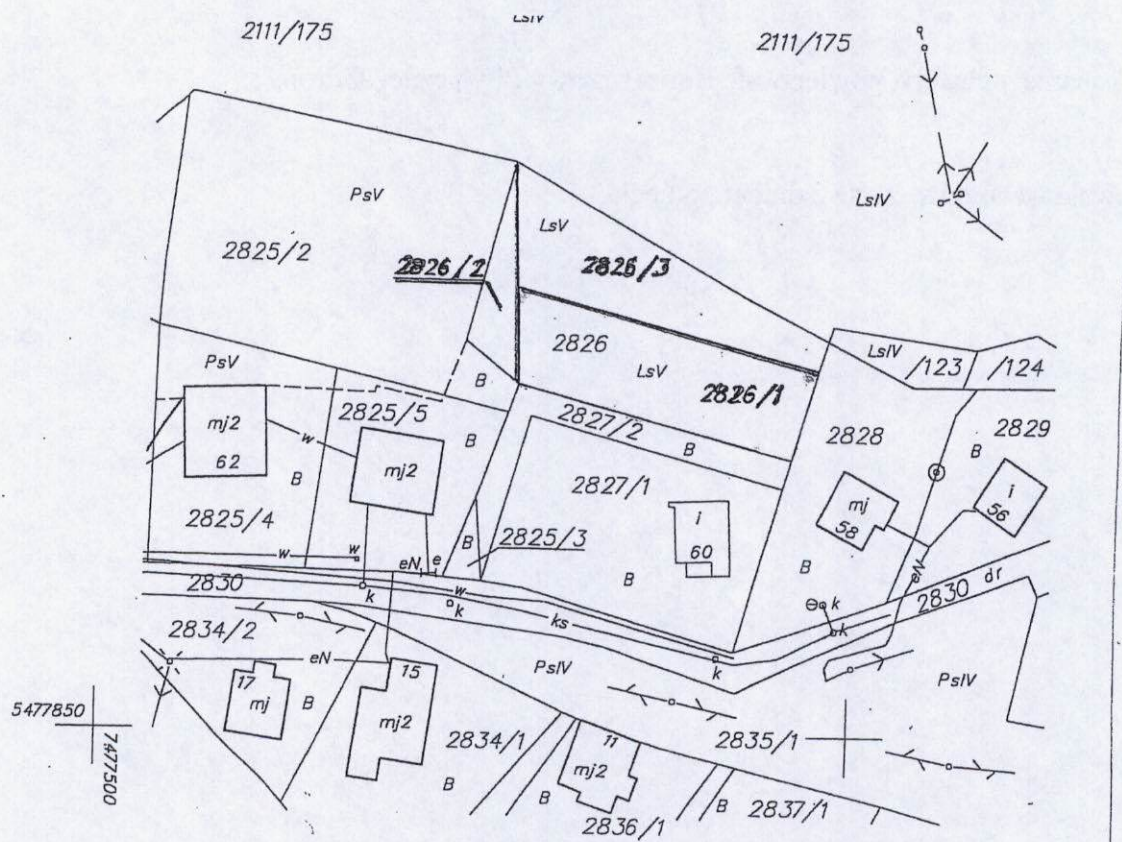 LSIV
2111/175
2111/175
PsV
LsV
LsIV
2825/2
2826/2
2826/3
2826
PsV
LsV
LsIV
/123
/124
B
2826/1
2825/5
2827/2
2828
2829
mj2
w
B
B
B
62
mj2
2827/1
mj
i
B
i
58
56
2825/4
2825/3
B
60
w
w
eN
e
B
B
eN
2830
k
w
k
ks
k
2830 dr
k
2834/2
eN
PsIV
k
PsIV
17
15
mj
B
mj2
5477850
7477500
2834/1
11
2835/1
mj2
B
B
B
2837/1
2836/1